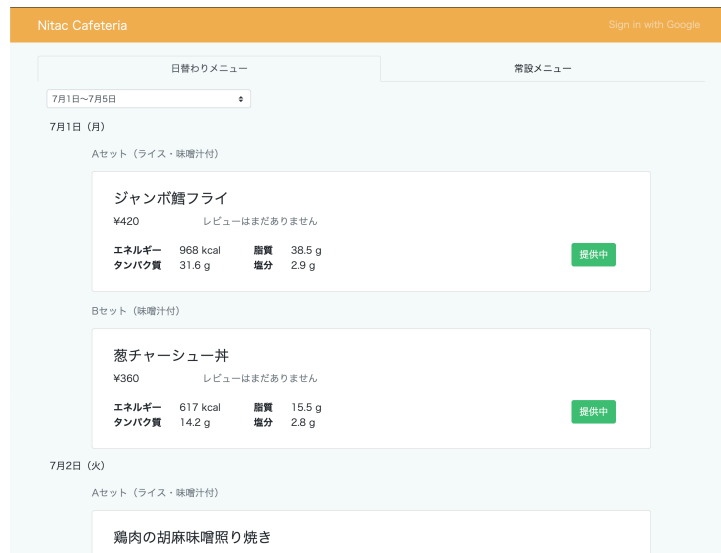 Nitac Cafeteria
Sign in with Google
日替わりメニュー
常設メニュー
7月1日〜7月5日
7月1日（月）
Aセット（ライス・味噌汁付）
ジャンボ鱈フライ
¥420 レビューはまだありません
エネルギー 968 kcal 脂質 38.5 g
タンパク質 31.6 g 塩分 2.9 g
提供中
Bセット（味噌汁付）
葱チャーシュー丼
¥360 レビューはまだありません
エネルギー 617 kcal 脂質 15.5 g
タンパク質 14.2 g 塩分 2.8 g
提供中
7月2日（火）
Aセット（ライス・味噌汁付）
鶏肉の胡麻味噌照り焼き